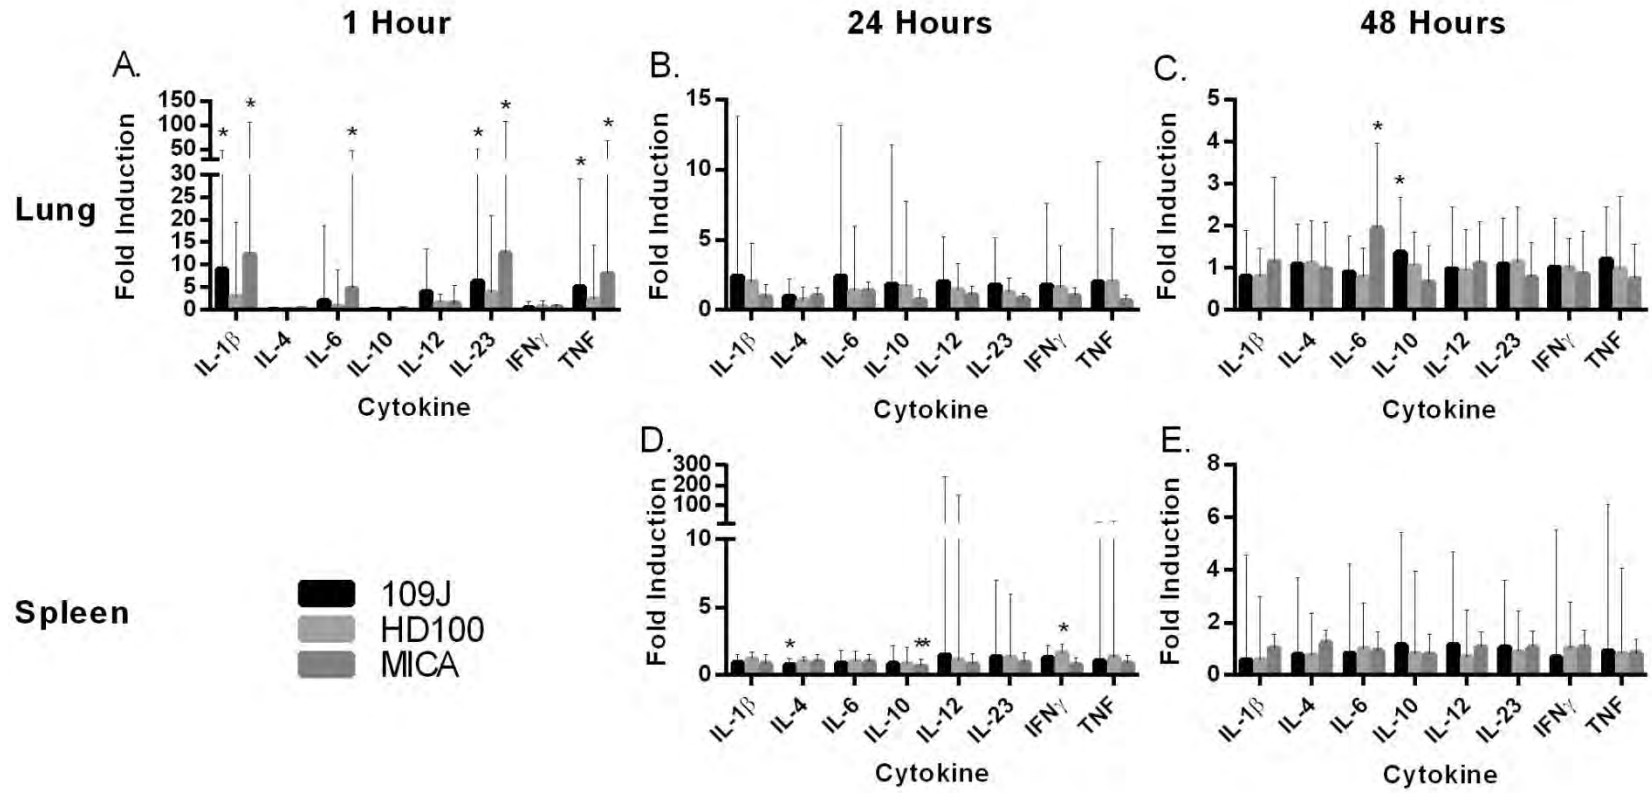 1 Hour
24 Hours
48 Hours
Lung
A.
Fold Induction
150
100
50
30
25
20
15
10
5
0
*
*
*
*
*
*
*
IL-1β
IL-4
IL-6
IL-10
IL-12
IL-23
IFNγ
TNF
Cytokine
B.
Fold Induction
15
10
5
0
IL-1β
IL-4
IL-6
IL-10
IL-12
IL-23
IFNγ
TNF
Cytokine
C.
Fold Induction
5
4
3
2
1
0
*
*
IL-1β
IL-4
IL-6
IL-10
IL-12
IL-23
IFNγ
TNF
Cytokine
Spleen
109J
HD100
MICA
D.
Fold Induction
300
200
100
10
5
0
*
**
*
IL-1β
IL-4
IL-6
IL-10
IL-12
IL-23
IFNγ
TNF
Cytokine
E.
Fold Induction
8
6
4
2
0
IL-1β
IL-4
IL-6
IL-10
IL-12
IL-23
IFNγ
TNF
Cytokine